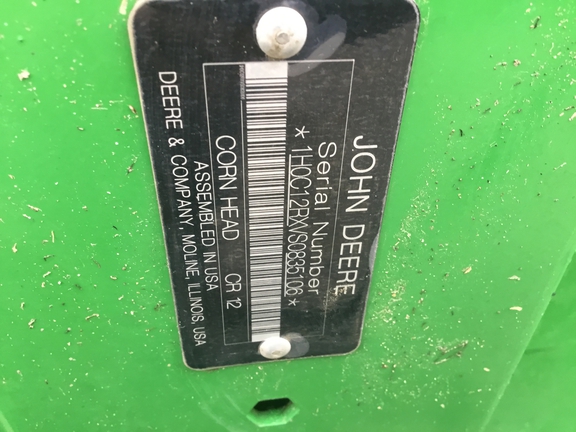 JOHN DEERE
Serial Number
*1H0C12RXVS0835106*
CORN HEAD CR 12
ASSEMBLED IN USA
DEERE & COMPANY, MOLINE, ILLINOIS, USA